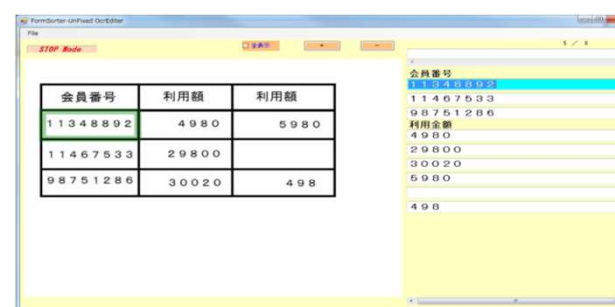 FormSorter-UnFixed OcrEditer
File
STOP Mode
全表示
+
-
1 / 1
会員番号 利用額 利用額
11348892 4980 5980
11467533 29800
98751286 30020 498
会員番号
11348892
11467533
98751286
利用金額
4980
29800
30020
5980
498